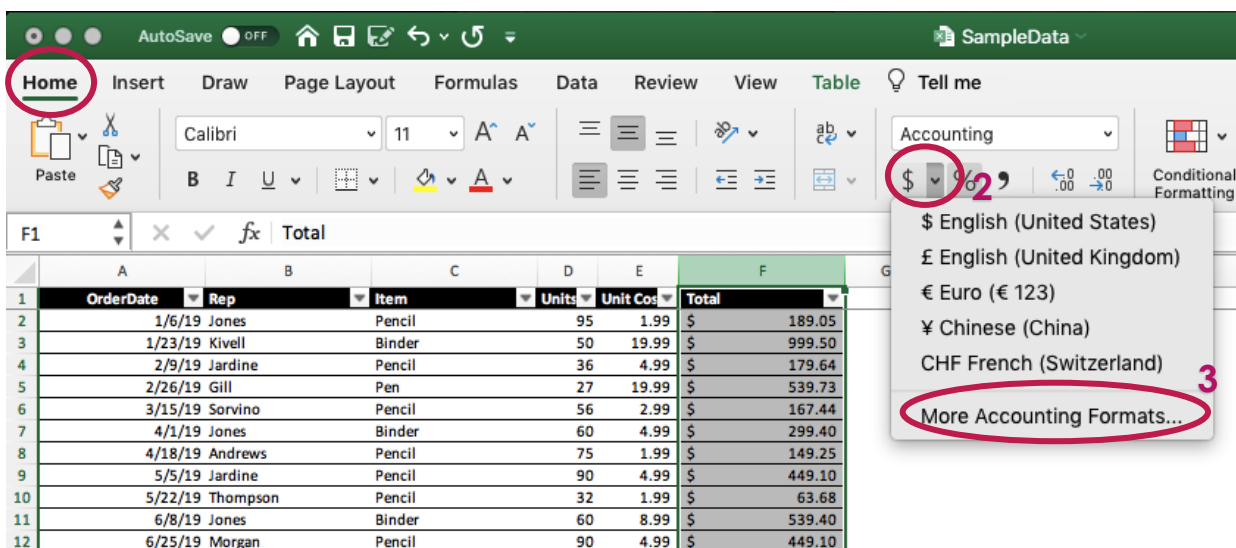 AutoSave OFF SampleData
Home Insert Draw Page Layout Formulas Data Review View Table Tell me
Paste Calibri 11 A^ Aˇ ab Accounting
B I U A $ % 2 , .0 .00 .00 .0 Conditional Formatting
F1 fx Total
$ English (United States)
£ English (United Kingdom)
€ Euro (€ 123)
¥ Chinese (China)
CHF French (Switzerland)
3
More Accounting Formats...
A B C D E F G
1 OrderDate Rep Item Units Unit Cos Total
2 1/6/19 Jones Pencil 95 1.99 $ 189.05
3 1/23/19 Kivell Binder 50 19.99 $ 999.50
4 2/9/19 Jardine Pencil 36 4.99 $ 179.64
5 2/26/19 Gill Pen 27 19.99 $ 539.73
6 3/15/19 Sorvino Pencil 56 2.99 $ 167.44
7 4/1/19 Jones Binder 60 4.99 $ 299.40
8 4/18/19 Andrews Pencil 75 1.99 $ 149.25
9 5/5/19 Jardine Pencil 90 4.99 $ 449.10
10 5/22/19 Thompson Pencil 32 1.99 $ 63.68
11 6/8/19 Jones Binder 60 8.99 $ 539.40
12 6/25/19 Morgan Pencil 90 4.99 $ 449.10